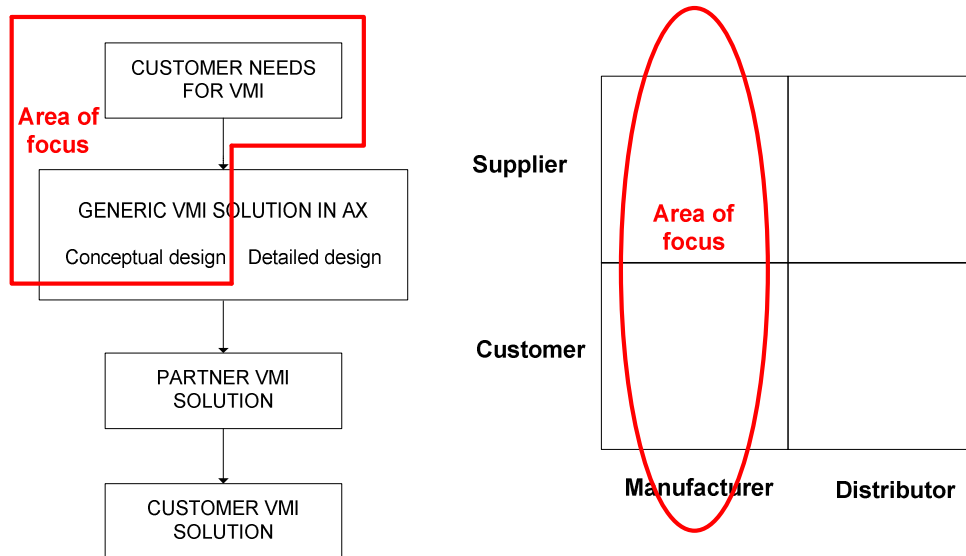 CUSTOMER NEEDS
FOR VMI
Area of
focus
GENERIC VMI SOLUTION IN AX
Conceptual design
Detailed design
PARTNER VMI
SOLUTION
CUSTOMER VMI
SOLUTION
Supplier
Area of
focus
Customer
Manufacturer
Distributor